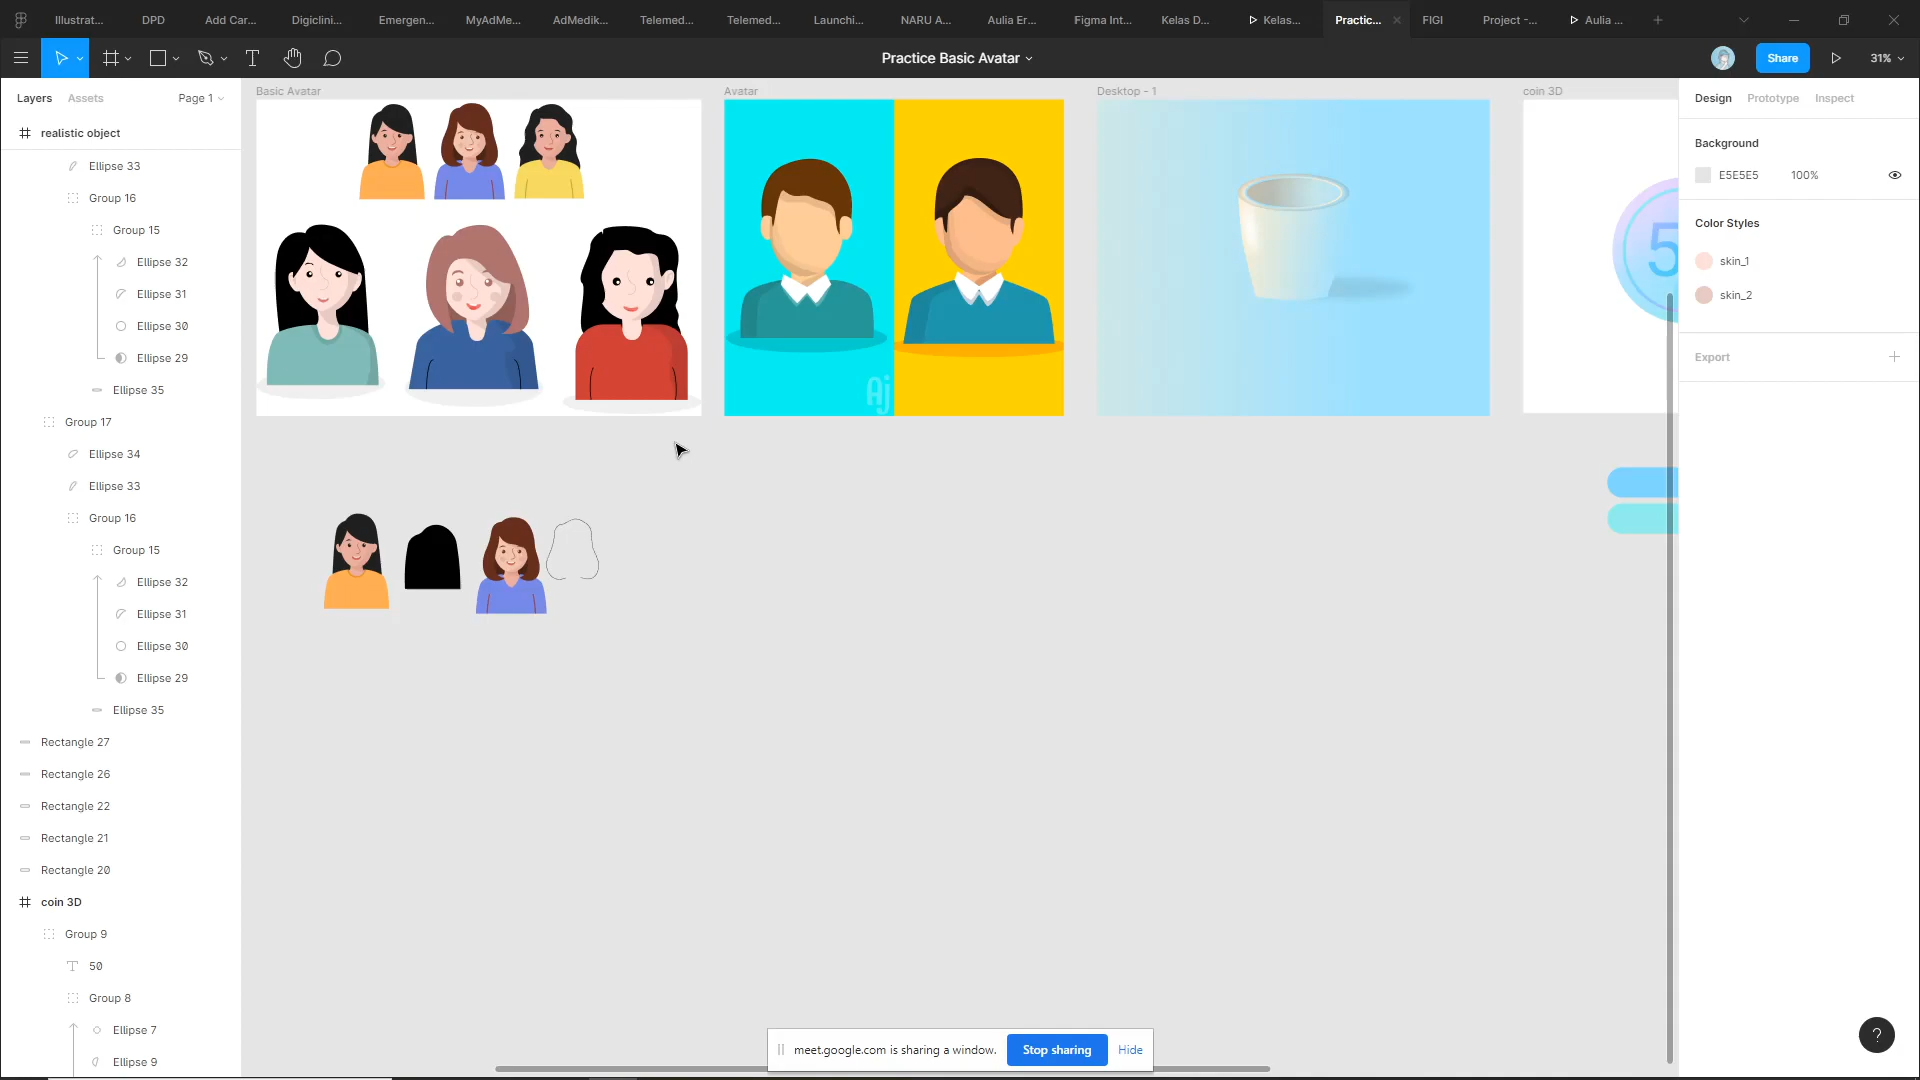 Illustrat...
DPD
Add Car...
Digiclini...
Emergen...
MyAdMe...
AdMedik...
Telemed...
Telemed...
Launchi...
NARU A...
Aulia Er...
Figma Int...
Kelas D...
Kelas...
Practic...
FIGI
Project -...
Aulia ...
Practice Basic Avatar
Share
31%
Layers
Assets
Page 1
realistic object
Ellipse 33
Group 16
Group 15
Ellipse 32
Ellipse 31
Ellipse 30
Ellipse 29
Ellipse 35
Group 17
Ellipse 34
Ellipse 33
Group 16
Group 15
Ellipse 32
Ellipse 31
Ellipse 30
Ellipse 29
Ellipse 35
Rectangle 27
Rectangle 26
Rectangle 22
Rectangle 21
Rectangle 20
coin 3D
Group 9
50
Group 8
Ellipse 7
Ellipse 9
Basic Avatar
Avatar
Aj
Desktop - 1
coin 3D
5
Design
Prototype
Inspect
Background
E5E5E5
100%
Color Styles
skin_1
skin_2
Export
?
meet.google.com is sharing a window.
Stop sharing
Hide